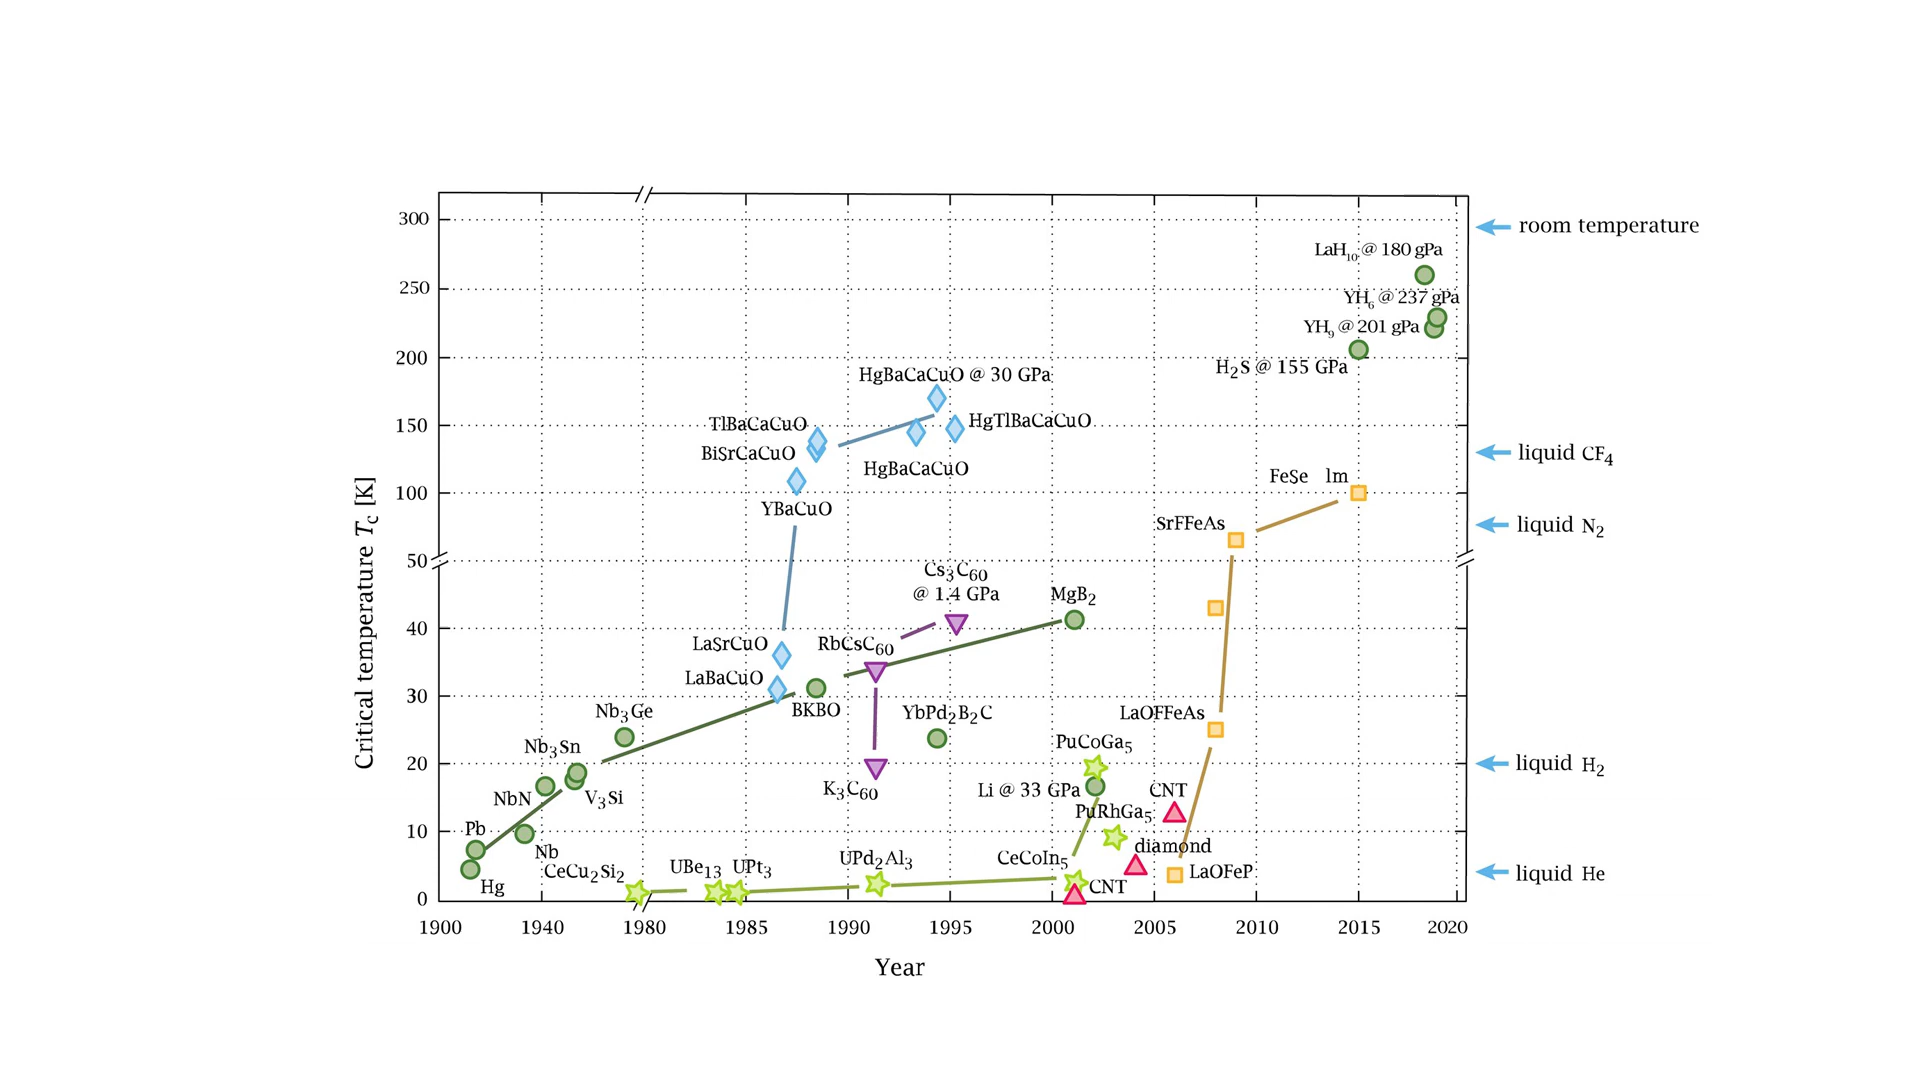 300
room temperature
LaH10 @ 180 gPa
250
YH6 @ 237 gPa
YH9 @ 201 gPa
200
H2S @ 155 GPa
HgBaCaCuO @ 30 GPa
TlBaCaCuO
HgTlBaCaCuO
150
BiSrCaCuO
liquid CF4
HgBaCaCuO
FeSe lm
100
YBaCuO
SrFFeAs
liquid N2
50
Cs3C60
@ 1.4 GPa
MgB2
40
LaSrCuO
RbCsC60
LaBaCuO
30
Nb3Ge
BKBO
YbPd2B2C
LaOFFeAs
Nb3Sn
PuCoGa5
20
liquid H2
NbN
V3Si
K3C60
Li @ 33 GPa
CNT
PuRhGa5
10
Pb
Nb
diamond
CeCu2Si2
UBe13
UPt3
UPd2Al3
CeCoIn5
LaOFeP
liquid He
Hg
CNT
0
1900 1940 1980 1985 1990 1995 2000 2005 2010 2015 2020
Year
Critical temperature Tc [K]